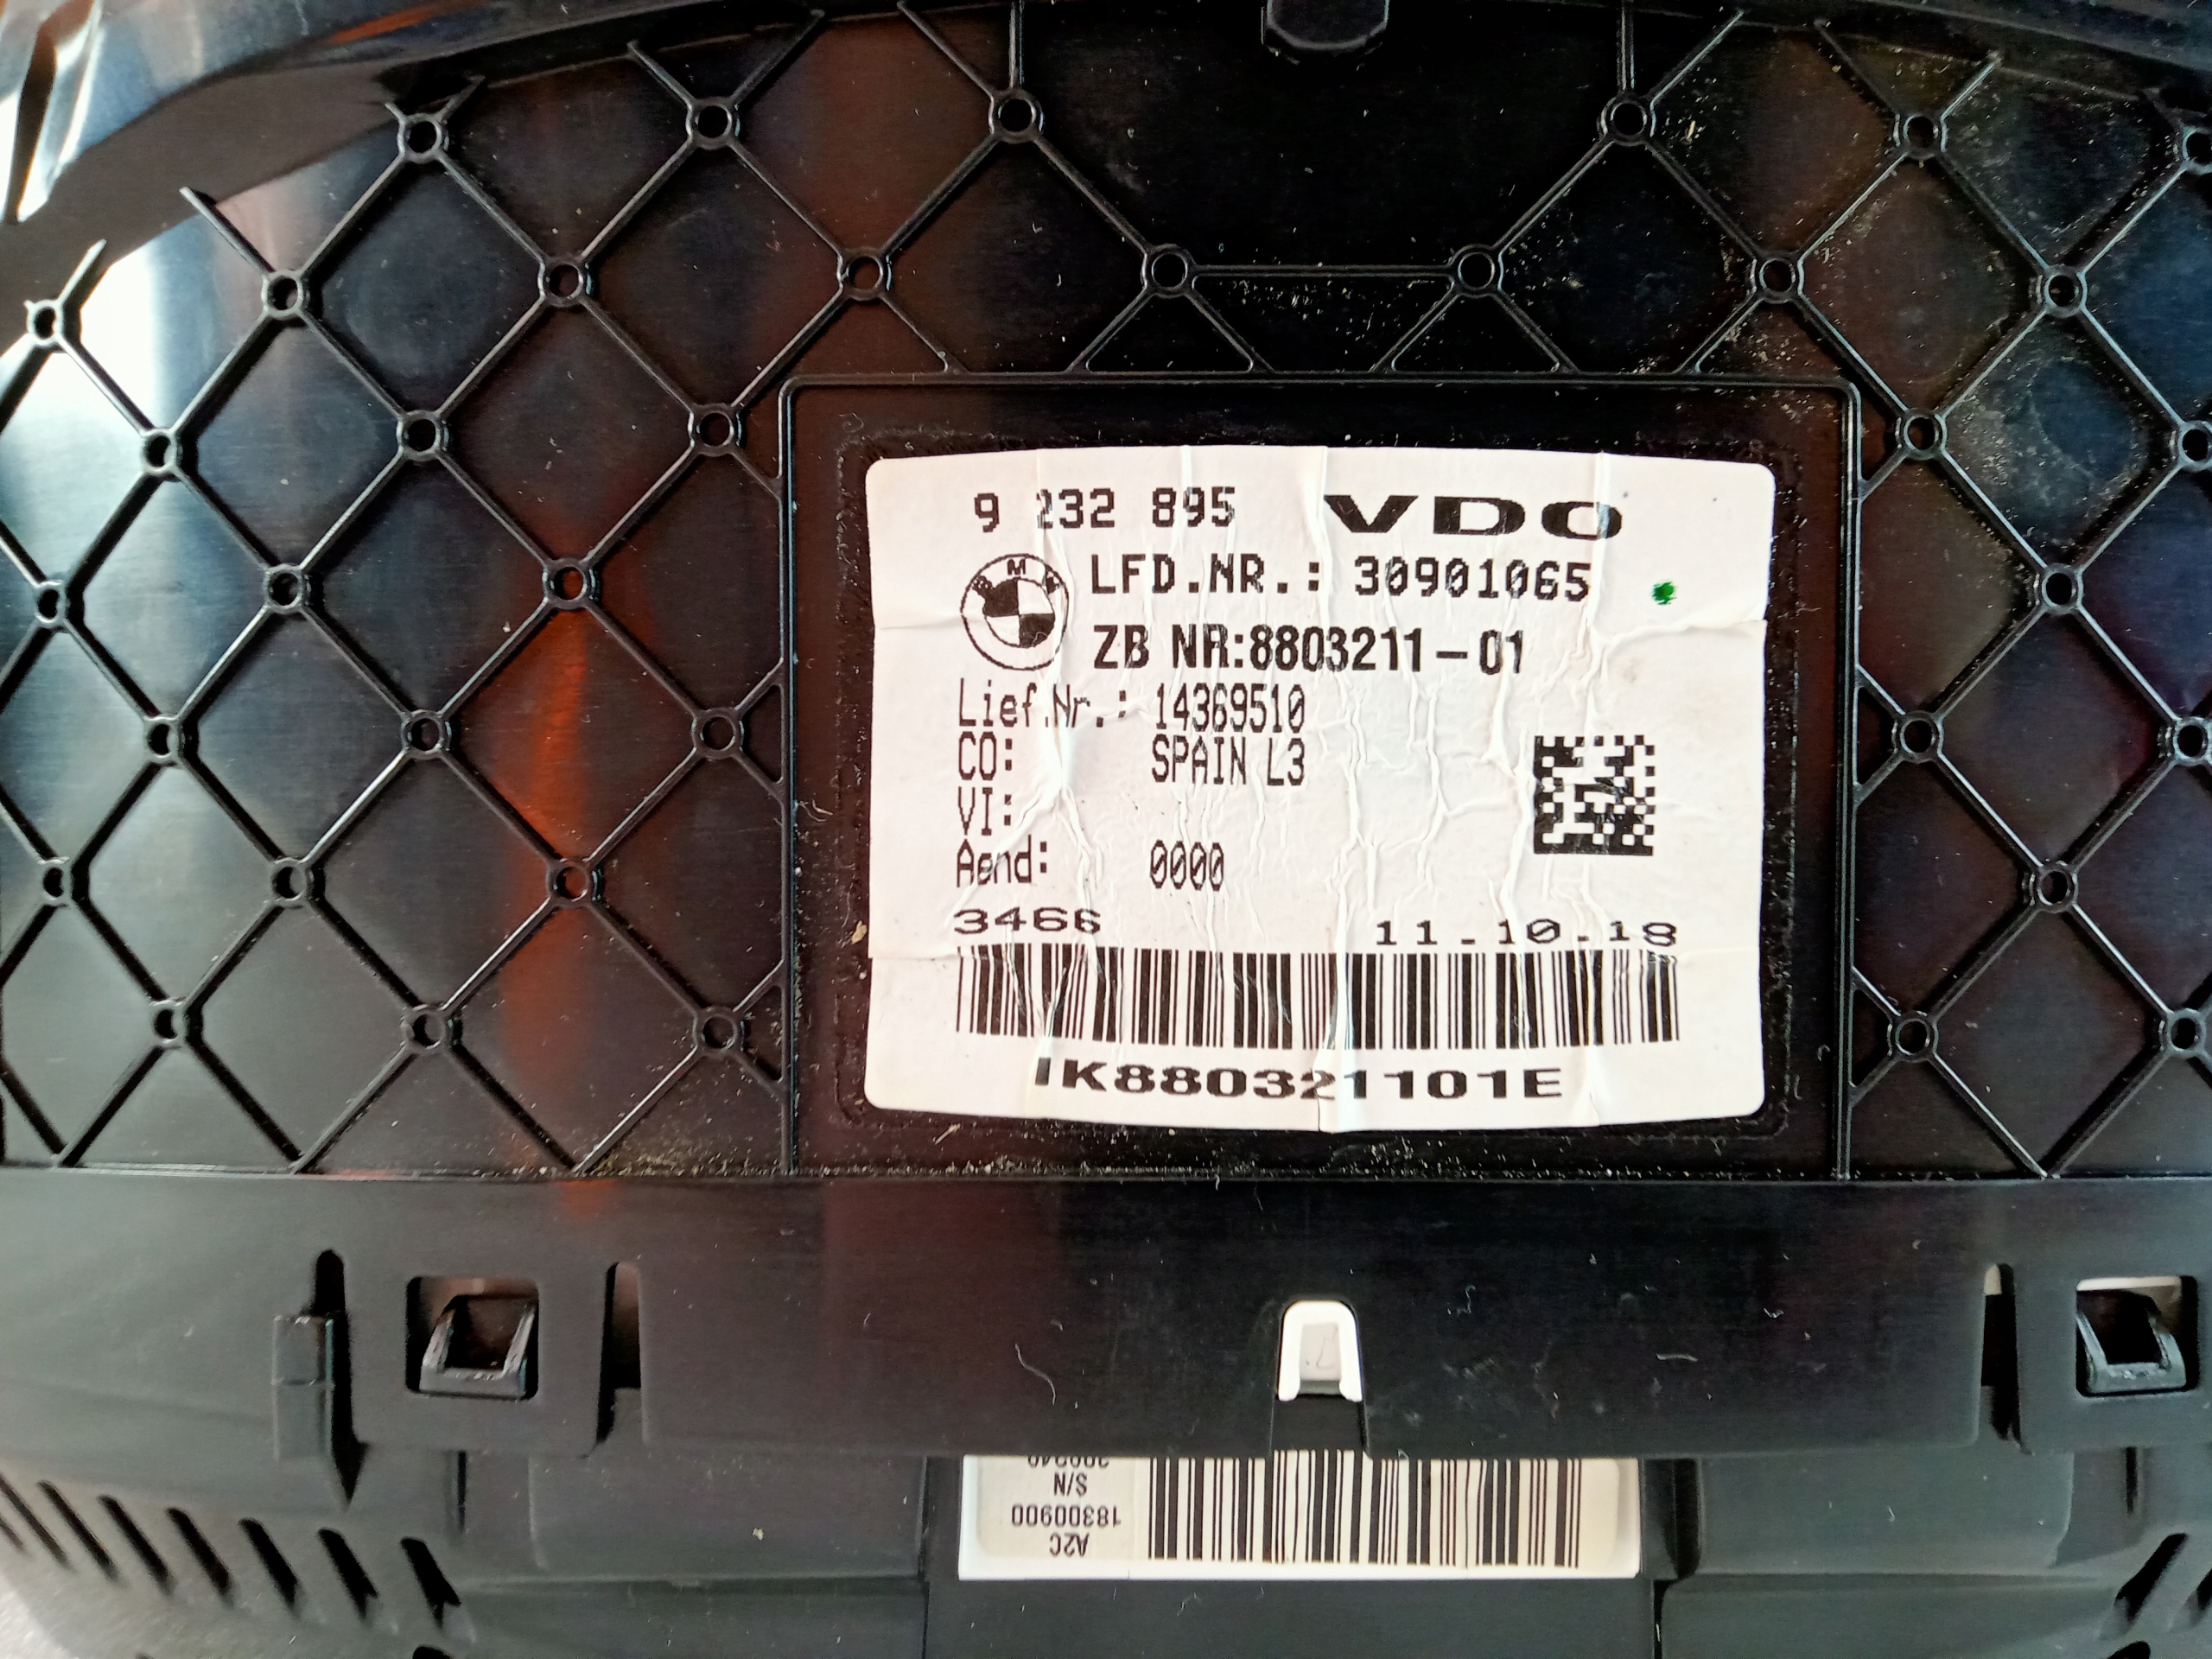 9 232 895 VDO
BMW
LFD.NR.: 30901065
ZB NR:8803211-01
Lief.Nr.: 14369510
CO: SPAIN L3
VI:
Aend: 0000
3466 11.10.18
IK880321101E
A2C
18300900
S/N